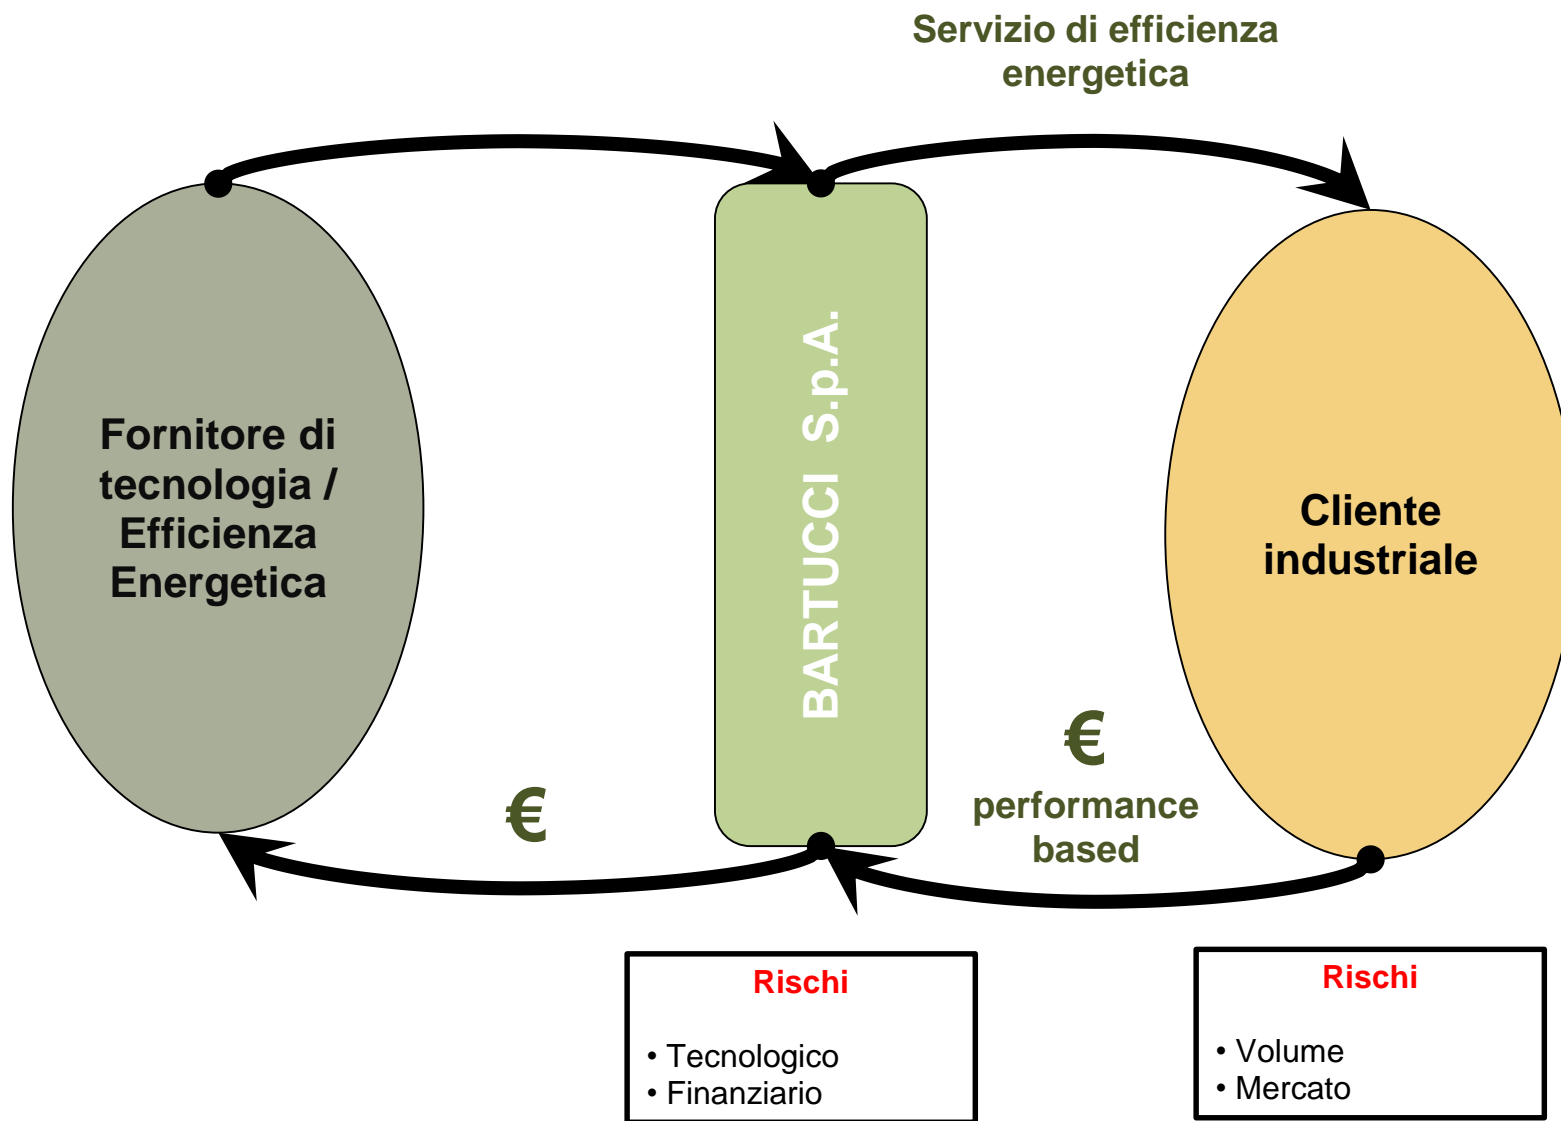 Servizio di efficienza
energetica
Fornitore di
tecnologia /
Efficienza
Energetica
BARTUCCI S.p.A.
Cliente
industriale
€
€
performance
based
Rischi
• Tecnologico
• Finanziario
Rischi
• Volume
• Mercato